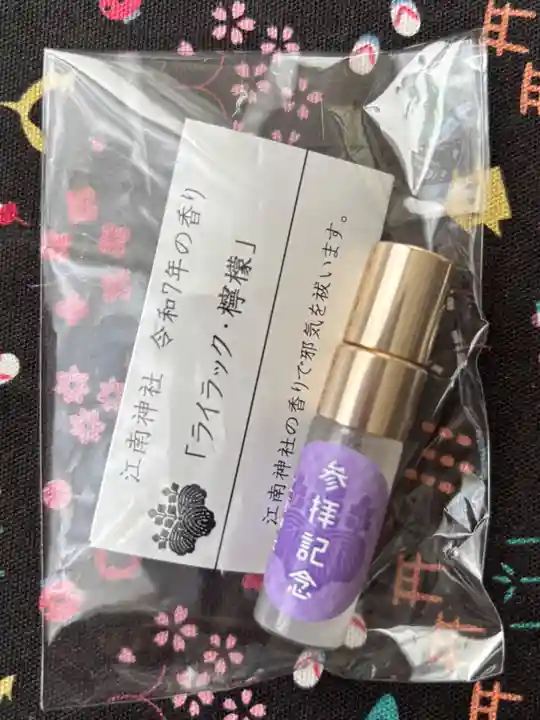 江南神社　令和7年の香り
「ライラック・檸檬」
江南神社の香りで邪気を祓います。
参拝記念